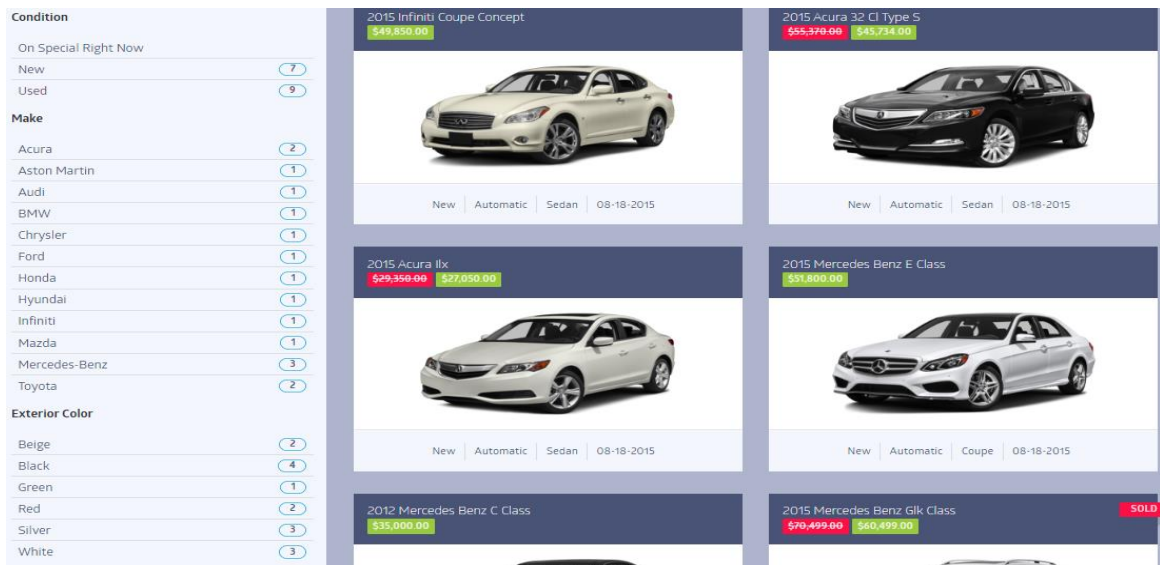 Condition
On Special Right Now
New 7
Used 9
Make
Acura 2
Aston Martin 1
Audi 1
BMW 1
Chrysler 1
Ford 1
Honda 1
Hyundai 1
Infiniti 1
Mazda 1
Mercedes-Benz 3
Toyota 2
Exterior Color
Beige 2
Black 4
Green 1
Red 2
Silver 3
White 3
2015 Infiniti Coupe Concept
$49,850.00
New Automatic Sedan 08-18-2015
2015 Acura 32 Cl Type S
$55,370.00 $45,734.00
New Automatic Sedan 08-18-2015
2015 Acura Ilx
$29,350.00 $27,050.00
New Automatic Sedan 08-18-2015
2015 Mercedes Benz E Class
$51,800.00
New Automatic Coupe 08-18-2015
2012 Mercedes Benz C Class
$35,000.00
2015 Mercedes Benz Glk Class
$70,499.00 $60,499.00
SOLD